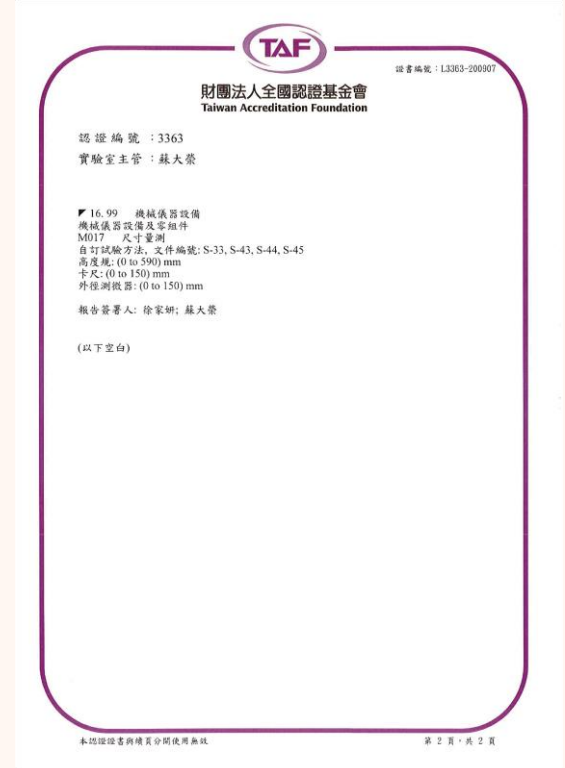 TAF
證書編號：L3363-200907
財團法人全國認證基金會
Taiwan Accreditation Foundation
認證編號：3363
實驗室主管：蘇大榮
16.99 機械儀器設備
機械儀器設備及零組件
M017 尺寸量測
自訂試驗方法, 文件編號: S-33, S-43, S-44, S-45
高度規: (0 to 590) mm
卡尺: (0 to 150) mm
外徑測微器: (0 to 150) mm
報告簽署人: 徐家妍; 蘇大榮
(以下空白)
本認證證書與續頁分開使用無效
第 2 頁，共 2 頁